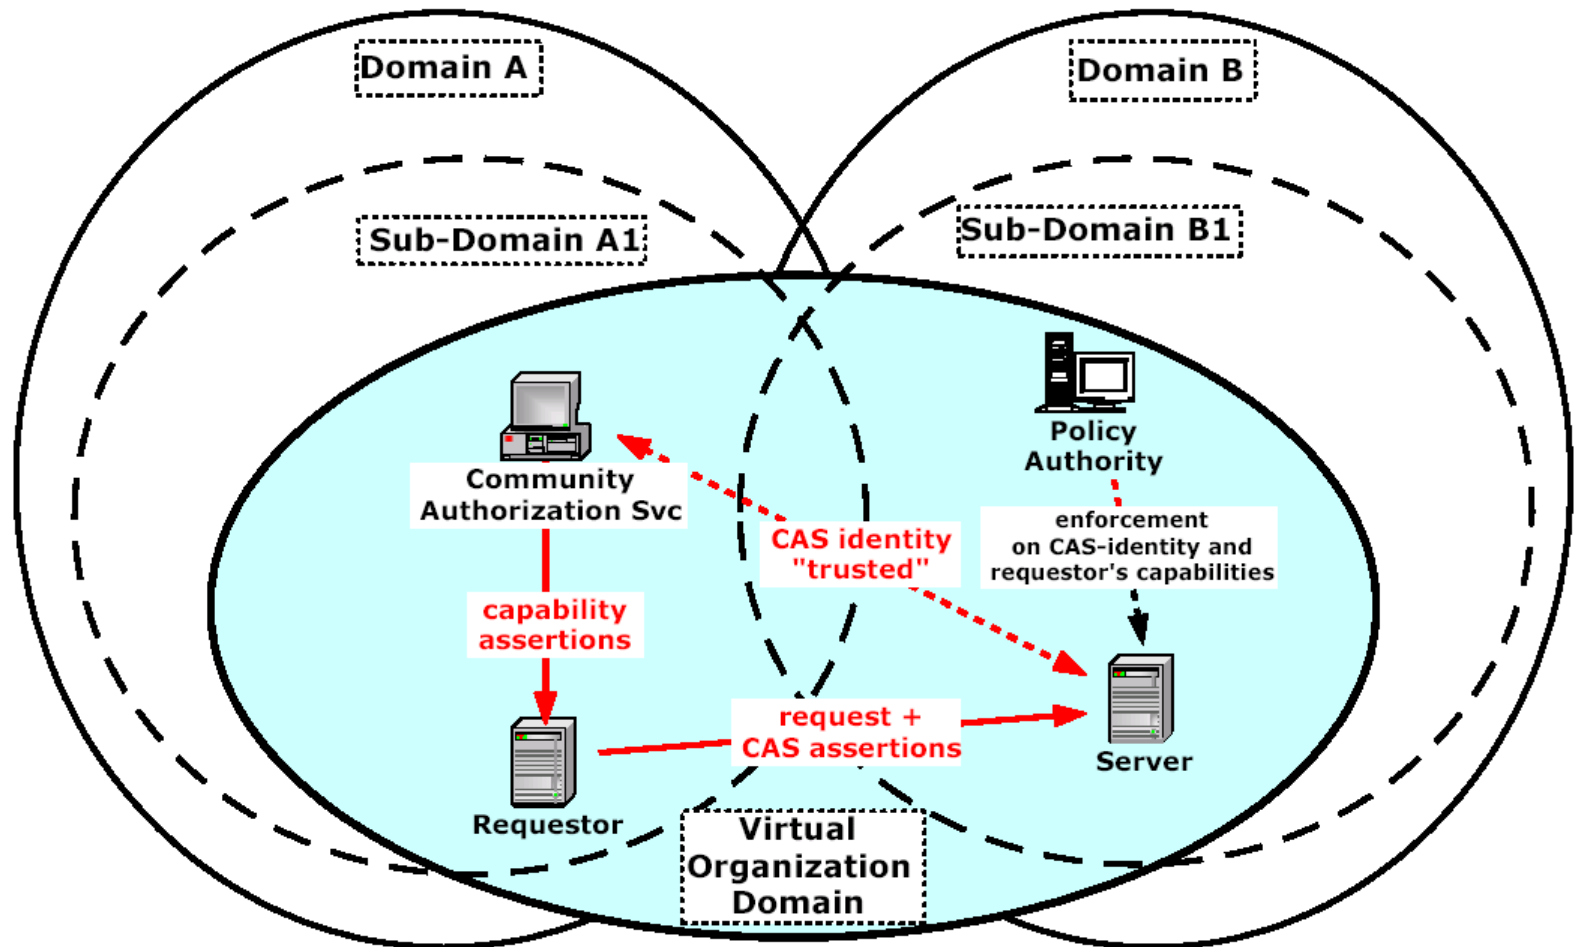 Domain A
Domain B
Sub-Domain A1
Sub-Domain B1
Policy
Authority
Community
Authorization Svc
enforcement
on CAS-identity and
requestor's capabilities
CAS identity
"trusted"
capability
assertions
request +
CAS assertions
Server
Requestor
Virtual
Organization
Domain